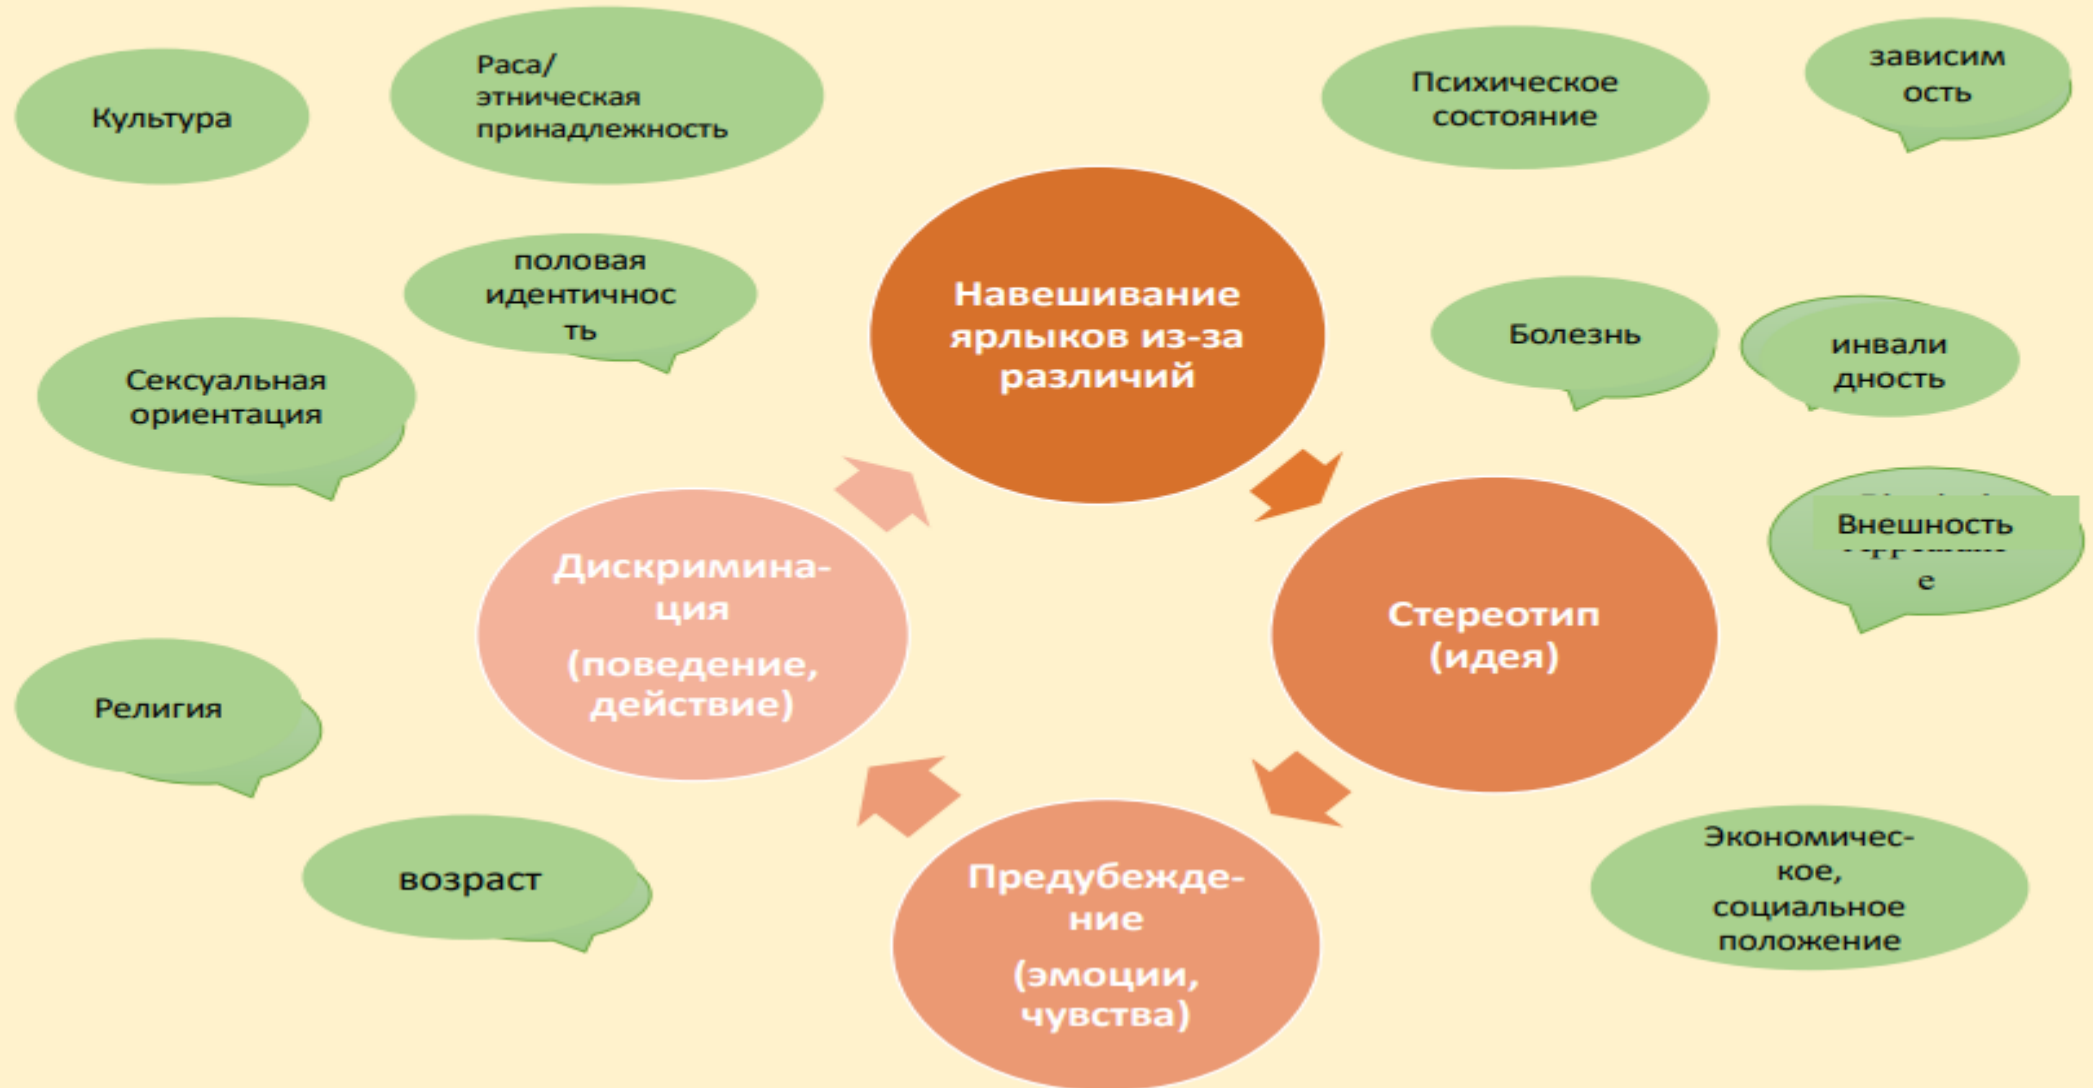 Культура
Раса/
этническая
принадлежность
Психическое
состояние
зависим
ость
половая
идентичнос
ть
Сексуальная
ориентация
Навешивание
ярлыков из-за
различий
Болезнь
инвали
дность
Внешность
е
Дискримина-
ция
(поведение,
действие)
Стереотип
(идея)
Религия
возраст
Предубежде-
ние
(эмоции,
чувства)
Экономичес-
кое,
социальное
положение